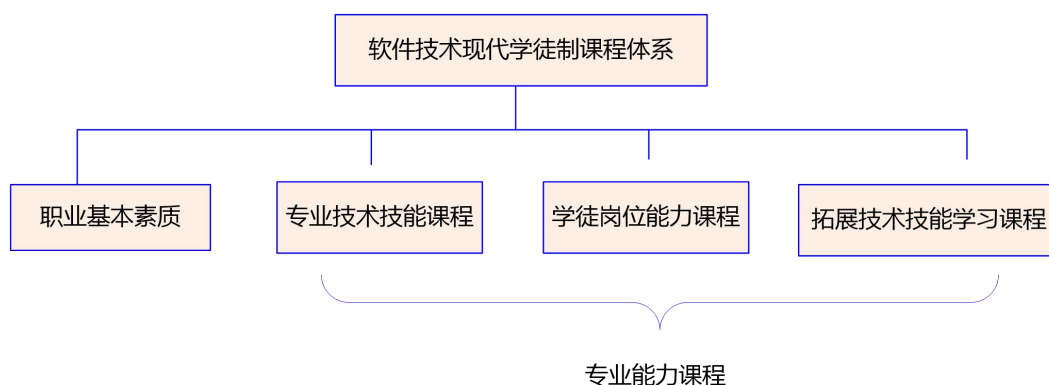 软件技术现代学徒制课程体系
职业基本素质
专业技术技能课程
学徒岗位能力课程
拓展技术技能学习课程
专业能力课程